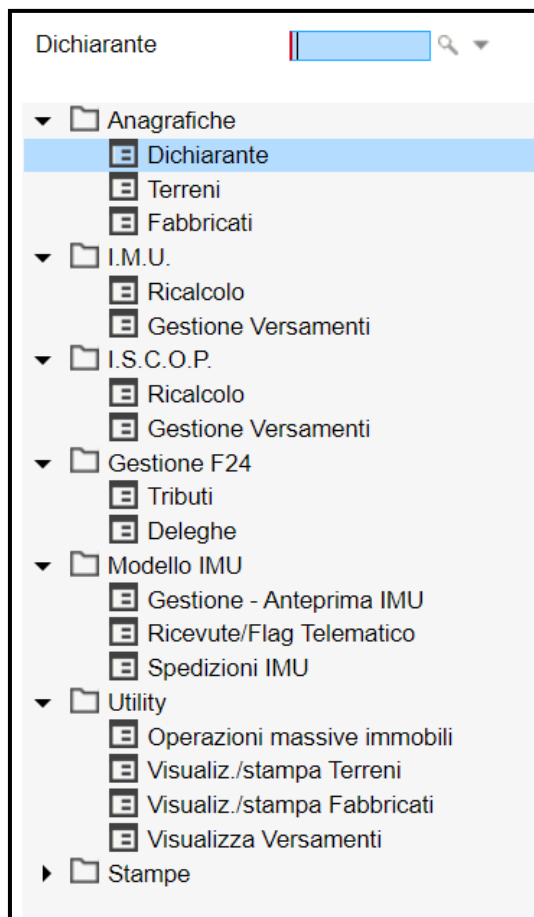 Dichiarante
Anagrafiche
Dichiarante
Terreni
Fabbricati
I.M.U.
Ricalcolo
Gestione Versamenti
I.S.C.O.P.
Ricalcolo
Gestione Versamenti
Gestione F24
Tributi
Deleghe
Modello IMU
Gestione - Anteprima IMU
Ricevute/Flag Telematico
Spedizioni IMU
Utility
Operazioni massive immobili
Visualiz./stampa Terreni
Visualiz./stampa Fabbricati
Visualizza Versamenti
Stampe